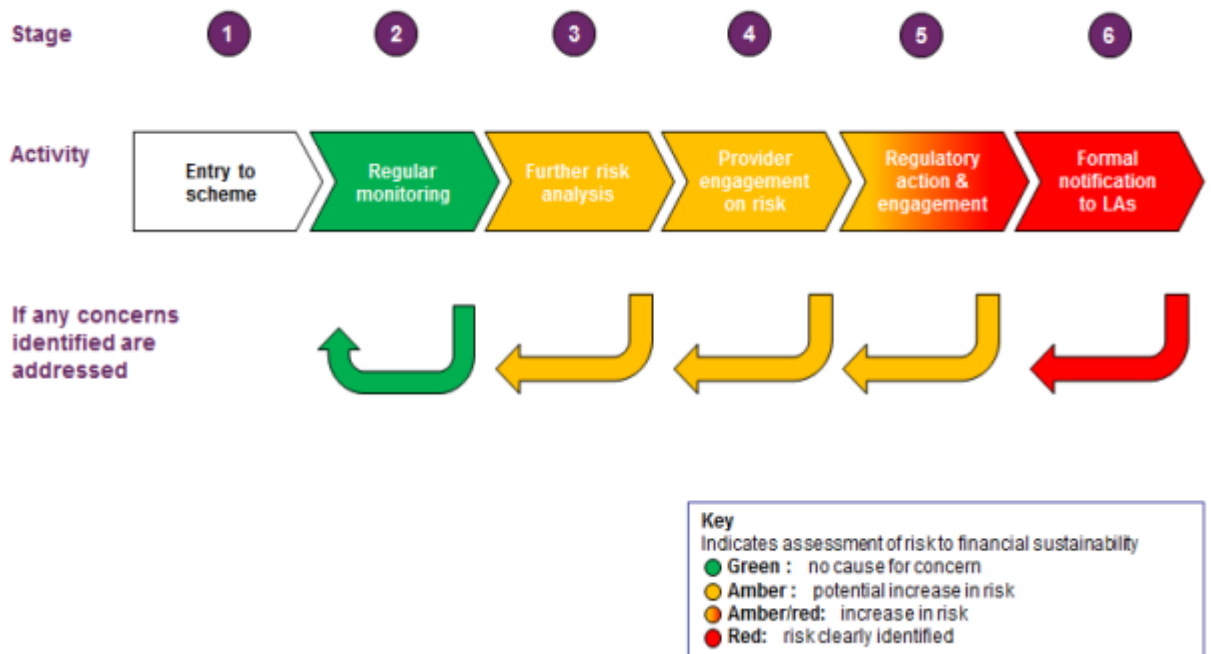 Stage
1
2
3
4
5
6
Activity
Entry to
scheme
Regular
monitoring
Further risk
analysis
Provider
engagement
on risk
Regulatory
action &
engagement
Formal
notification
to LAs
If any concerns
identified are
addressed
Key
Indicates assessment of risk to financial sustainability
Green : no cause for concern
Amber : potential increase in risk
Amber/red: increase in risk
Red: risk clearly identified